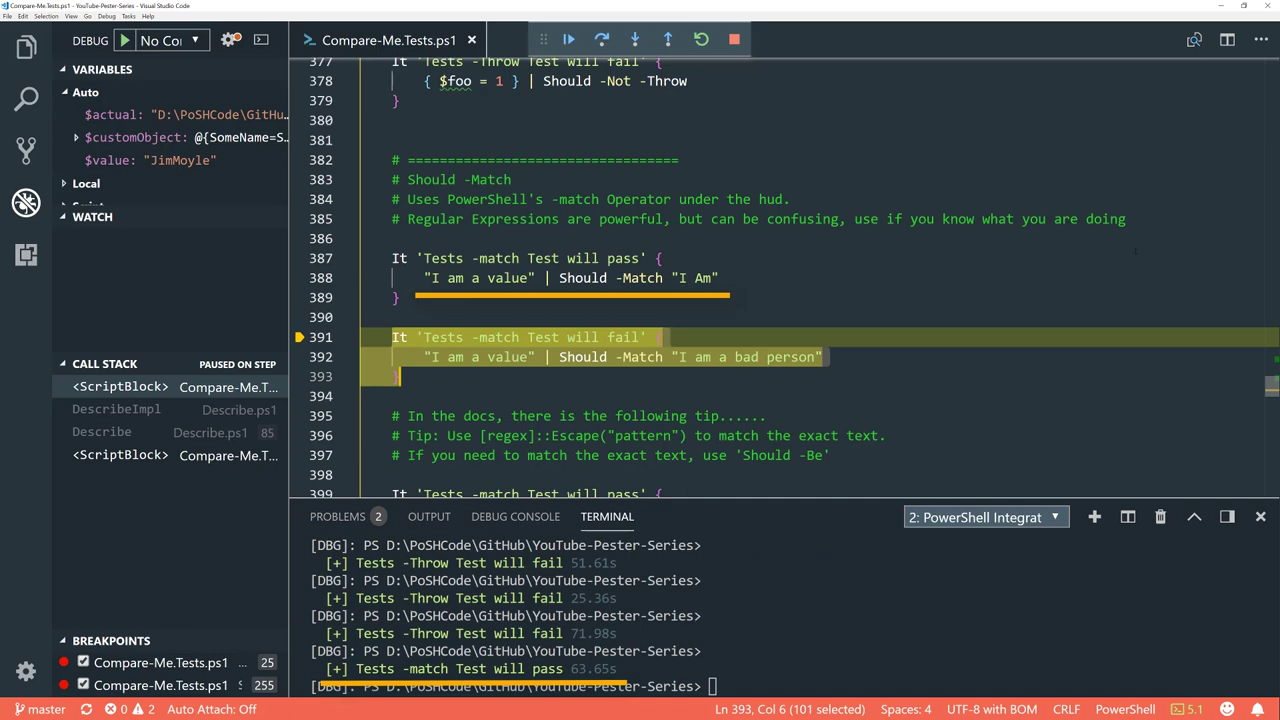 Compare-Me.Tests.ps1 - YouTube-Pester-Series - Visual Studio Code
File Edit Selection View Go Debug Tasks Help
DEBUG No Co
Compare-Me.Tests.ps1
VARIABLES
Auto
$actual: "D:\PoSHCode\GitHu...
$customObject: @{SomeName=S...
$value: "JimMoyle"
Local
WATCH
CALL STACK PAUSED ON STEP
<ScriptBlock> Compare-Me.T...
DescribeImpl Describe.ps1
Describe Describe.ps1 85
<ScriptBlock> Compare-Me.T...
BREAKPOINTS
Compare-Me.Tests.ps1 ... 25
Compare-Me.Tests.ps1 255
377 It 'Tests -Throw Test will fail' {
378 { $foo = 1 } | Should -Not -Throw
379 }
380
381
382 # ==================================
383 # Should -Match
384 # Uses PowerShell's -match Operator under the hud.
385 # Regular Expressions are powerful, but can be confusing, use if you know what you are doing
386
387 It 'Tests -match Test will pass' {
388 "I am a value" | Should -Match "I Am"
389 }
390
391 It 'Tests -match Test will fail' {
392 "I am a value" | Should -Match "I am a bad person"
393 }
394
395 # In the docs, there is the following tip......
396 # Tip: Use [regex]::Escape("pattern") to match the exact text.
397 # If you need to match the exact text, use 'Should -Be'
398
399 It 'Tests -match Test will pass' {
PROBLEMS 2 OUTPUT DEBUG CONSOLE TERMINAL 2: PowerShell Integrat
[DBG]: PS D:\PoSHCode\GitHub\YouTube-Pester-Series>
[+] Tests -Throw Test will fail 51.61s
[DBG]: PS D:\PoSHCode\GitHub\YouTube-Pester-Series>
[+] Tests -Throw Test will fail 25.36s
[DBG]: PS D:\PoSHCode\GitHub\YouTube-Pester-Series>
[+] Tests -Throw Test will fail 71.98s
[DBG]: PS D:\PoSHCode\GitHub\YouTube-Pester-Series>
[+] Tests -match Test will pass 63.65s
[DBG]: PS D:\PoSHCode\GitHub\YouTube-Pester-Series>
master 0 2 Auto Attach: Off Ln 393, Col 6 (101 selected) Spaces: 4 UTF-8 with BOM CRLF PowerShell 5.1